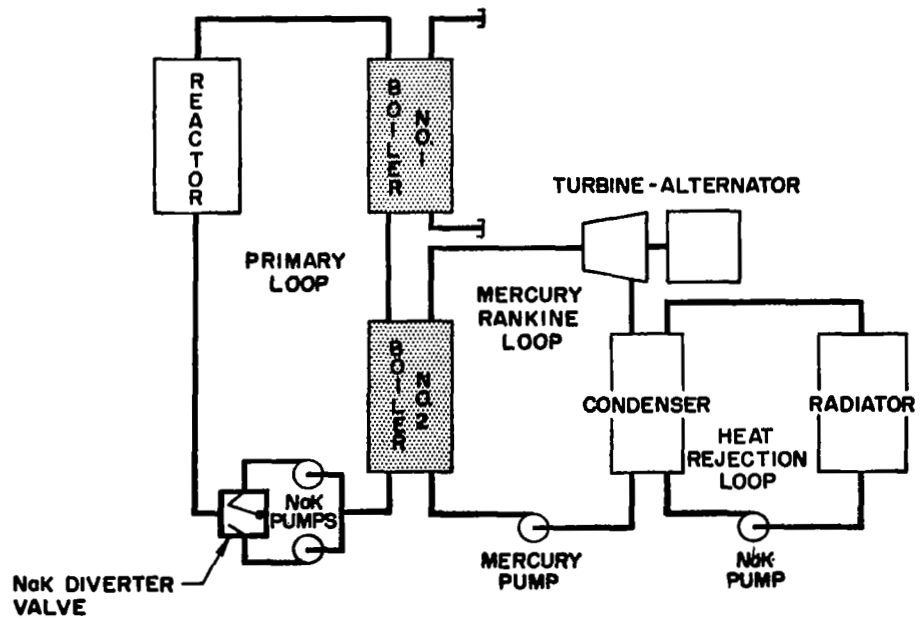 REACTOR
BOILER
NO.1
TURBINE-ALTERNATOR
PRIMARY
LOOP
MERCURY
RANKINE
LOOP
BOILER
NO.2
CONDENSER
RADIATOR
HEAT
REJECTION
LOOP
NaK
PUMPS
MERCURY
PUMP
NaK
PUMP
NaK DIVERTER
VALVE